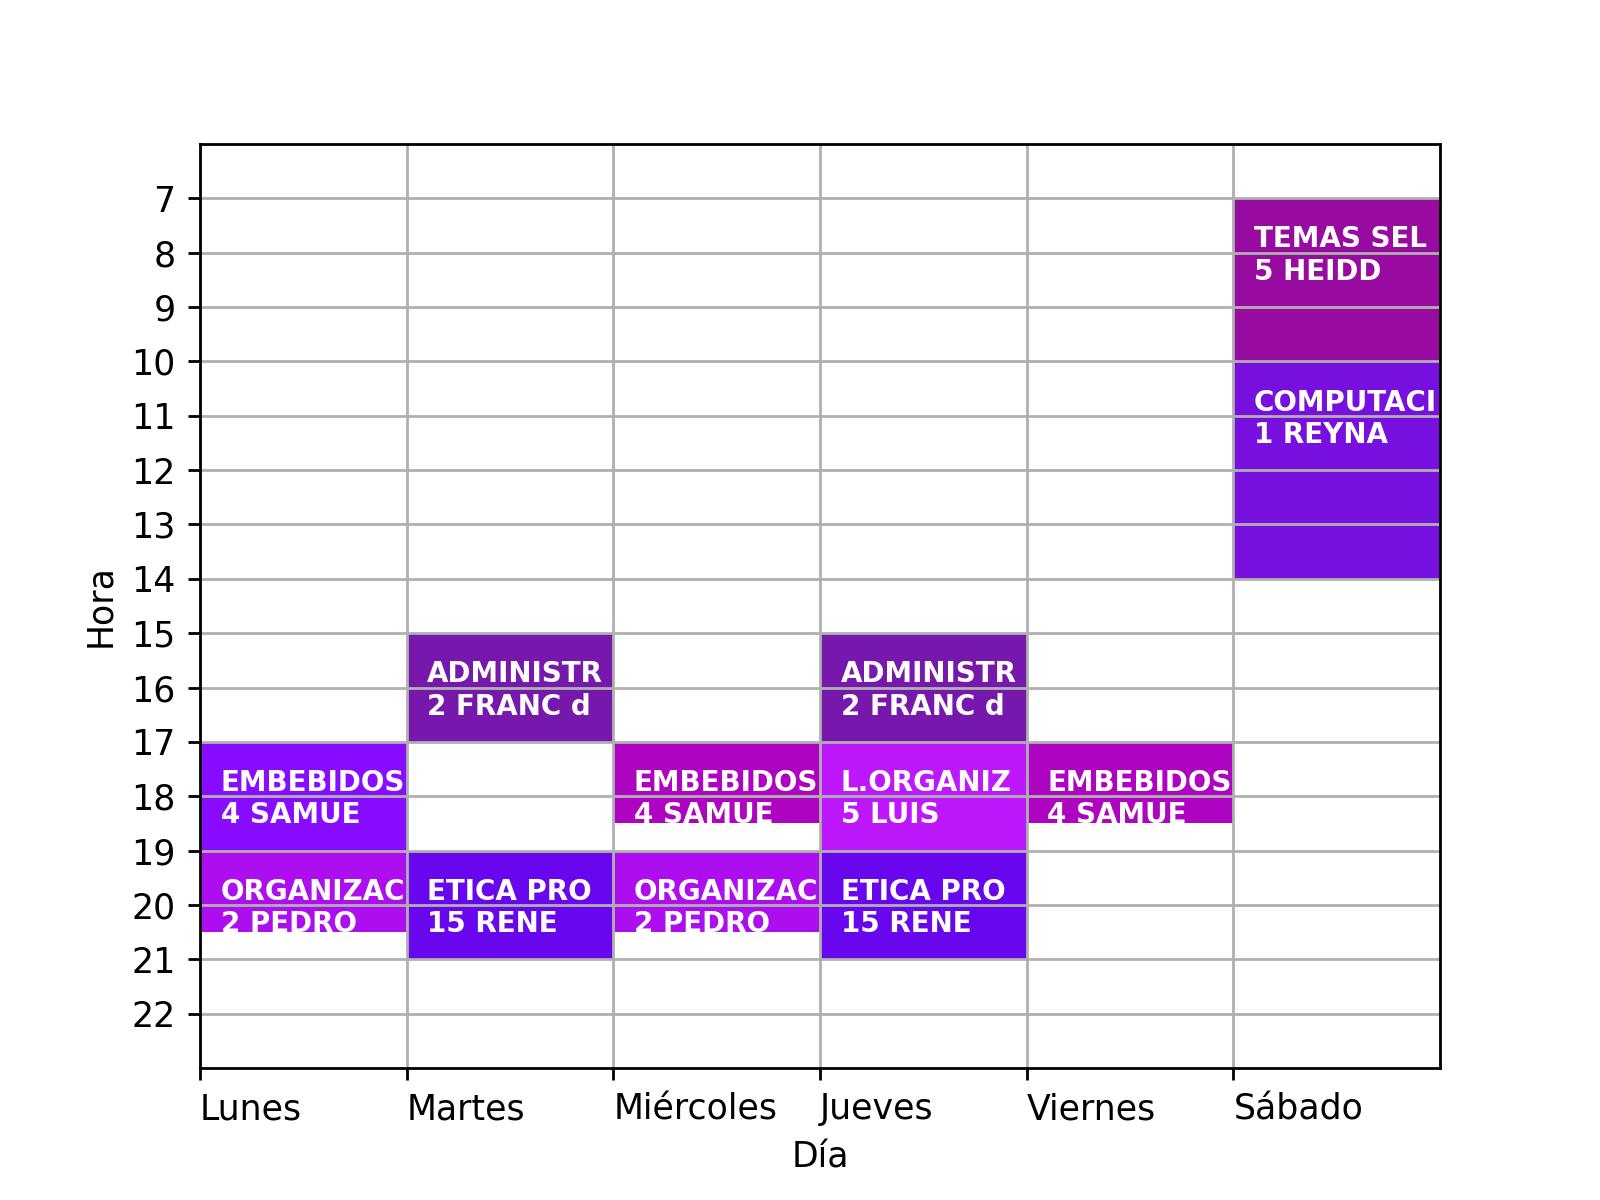 7
TEMAS SEL
8
5 HEIDD
9
10
COMPUTACI
11
1 REYNA
12
13
14
Hora
15
ADMINISTR
ADMINISTR
16
2 FRANC d
2 FRANC d
17
EMBEBIDOS
EMBEBIDOS
L.ORGANIZ
EMBEBIDOS
18
4 SAMUE
4 SAMUE
5 LUIS
4 SAMUE
19
ORGANIZAC
ETICA PRO
ORGANIZAC
ETICA PRO
20
2 PEDRO
15 RENE
2 PEDRO
15 RENE
21
22
Lunes
Martes
Miércoles
Jueves
Viernes
Sábado
Día